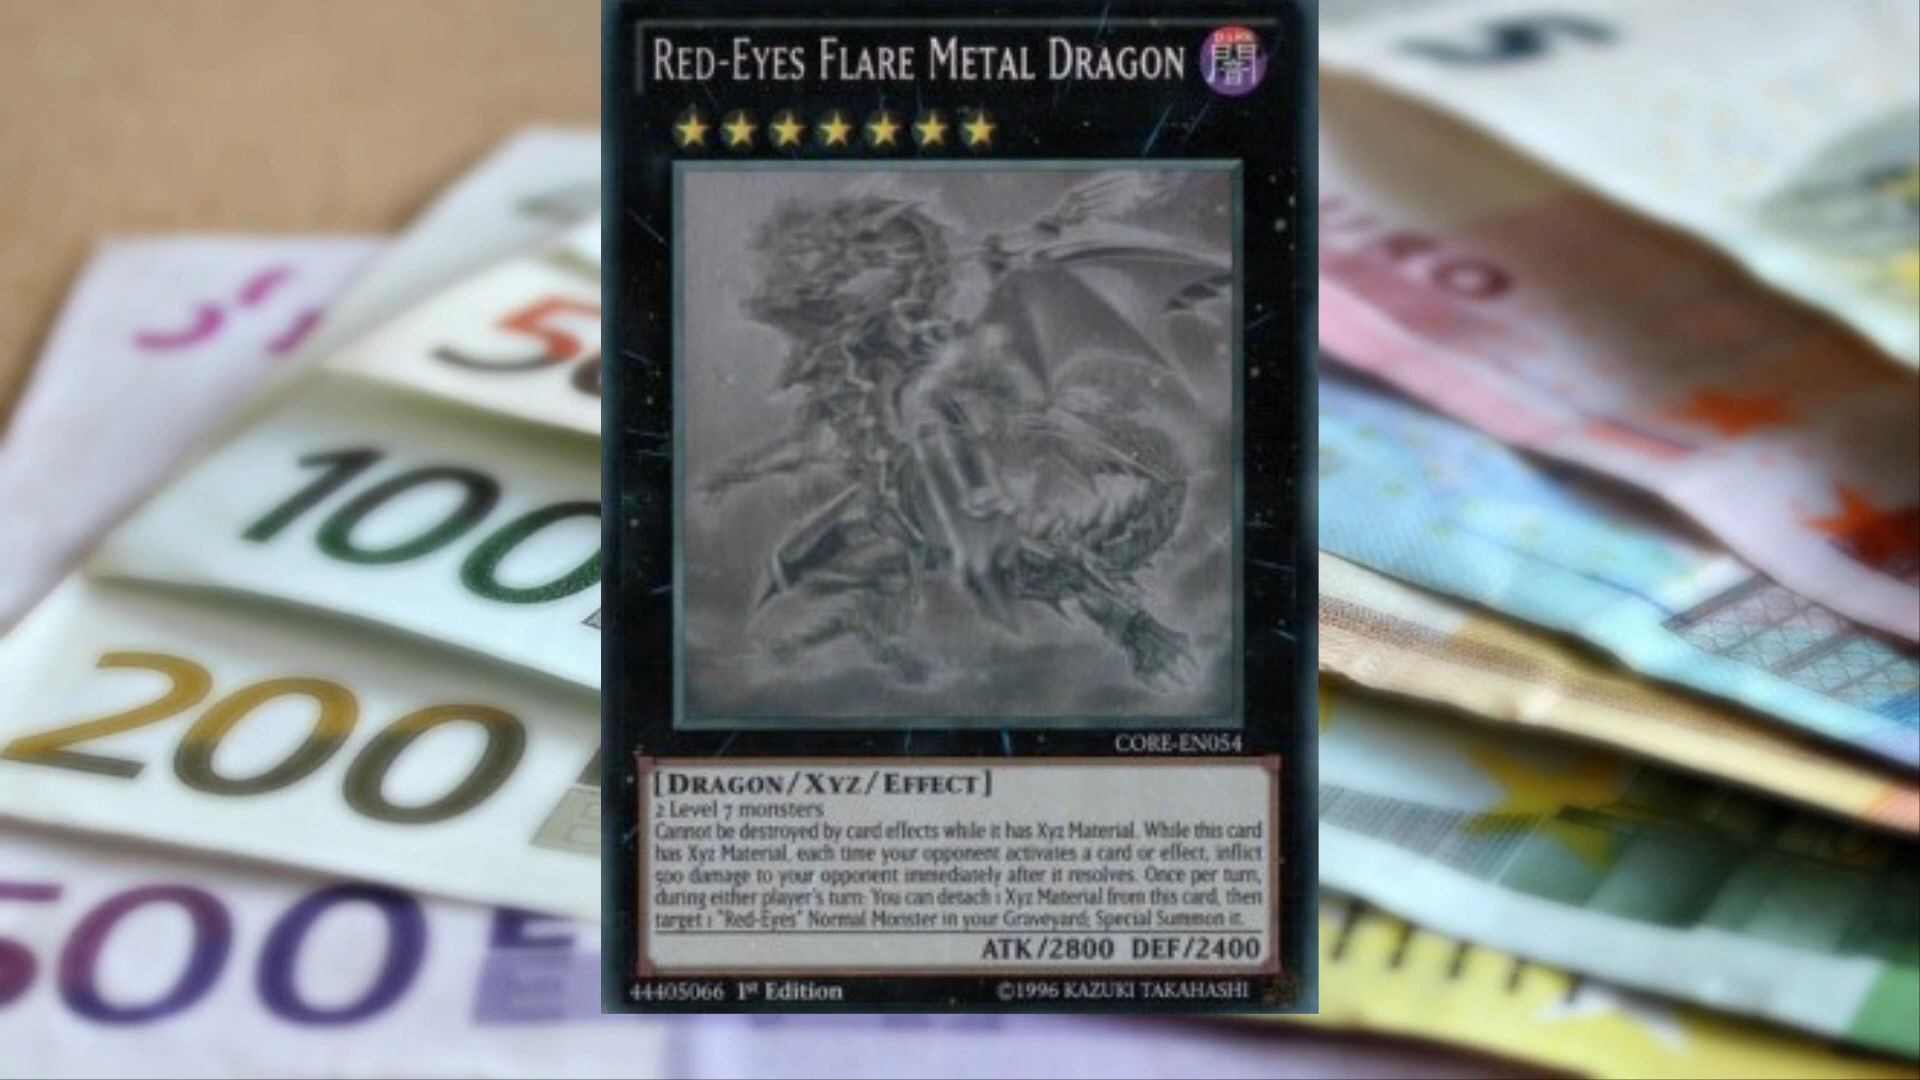 RED-EYES FLARE METAL DRAGON
DARK
闇
CORE-EN054
[DRAGON/XYZ/EFFECT]
2 Level 7 monsters
Cannot be destroyed by card effects while it has Xyz Material. While this card
has Xyz Material, each time your opponent activates a card or effect, inflict
500 damage to your opponent immediately after it resolves. Once per turn,
during either player's turn: You can detach 1 Xyz Material from this card, then
target 1 "Red-Eyes" Normal Monster in your Graveyard; Special Summon it.
ATK/2800 DEF/2400
44405066 1st Edition
©1996 KAZUKI TAKAHASHI
100
200
500
5
EURO